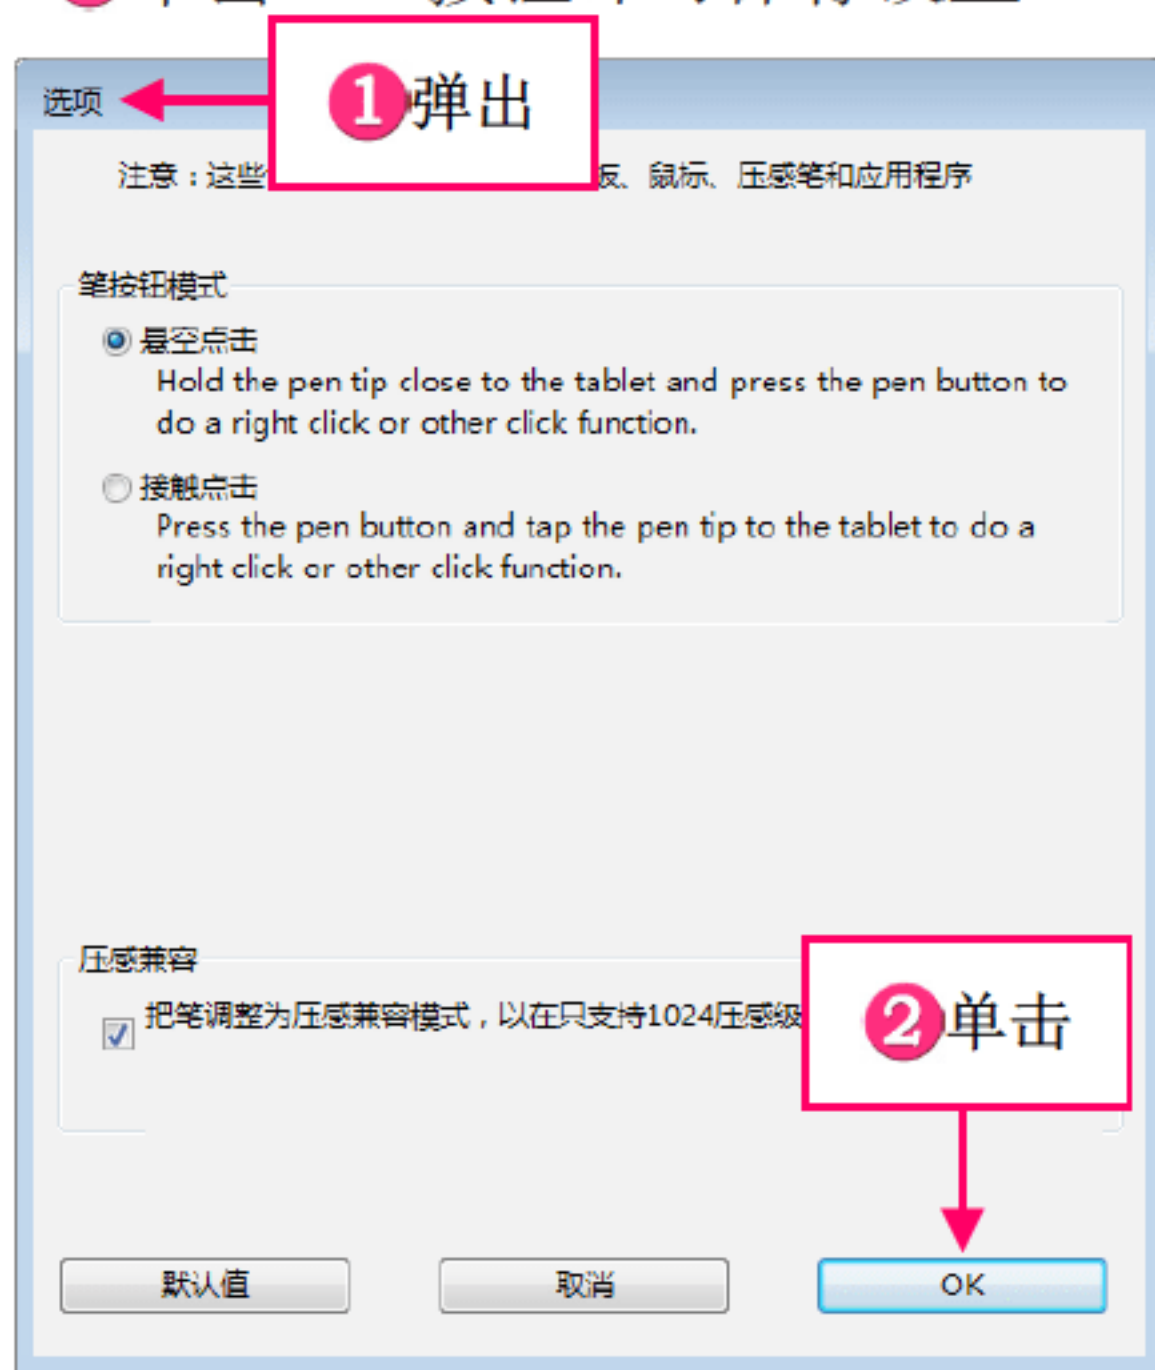 选项
❶弹出
注意：这些
板、鼠标、压感笔和应用程序
笔按钮模式
悬空点击
Hold the pen tip close to the tablet and press the pen button to
do a right click or other click function.
接触点击
Press the pen button and tap the pen tip to the tablet to do a
right click or other click function.
压感兼容
把笔调整为压感兼容模式，以在只支持1024压感级
❷单击
默认值
取消
OK